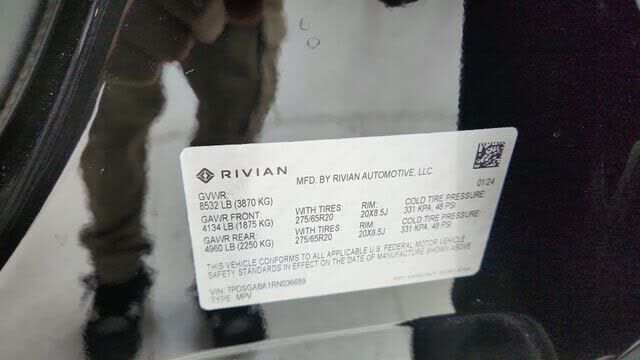 RIVIAN MFD. BY RIVIAN AUTOMOTIVE, LLC
01/24
GVWR:
8532 LB (3870 KG)
GAWR FRONT: WITH TIRES RIM: COLD TIRE PRESSURE:
4134 LB (1875 KG) 275/65R20 20X8.5J 331 KPA, 48 PSI
GAWR REAR: WITH TIRES RIM: COLD TIRE PRESSURE:
4960 LB (2250 KG) 275/65R20 20X8.5J 331 KPA, 48 PSI
THIS VEHICLE CONFORMS TO ALL APPLICABLE U.S. FEDERAL MOTOR VEHICLE
SAFETY STANDARDS IN EFFECT ON THE DATE OF MANUFACTURE SHOWN ABOVE
VIN: 7PDSGABA1RN036689
TYPE: MPV